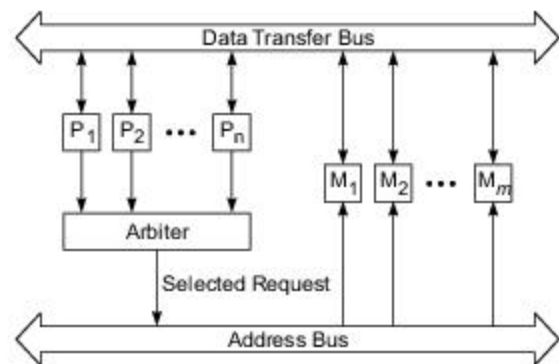 Data Transfer Bus
P1 P2 ••• Pn
M1 M2 ••• Mm
Arbiter
Selected Request
Address Bus